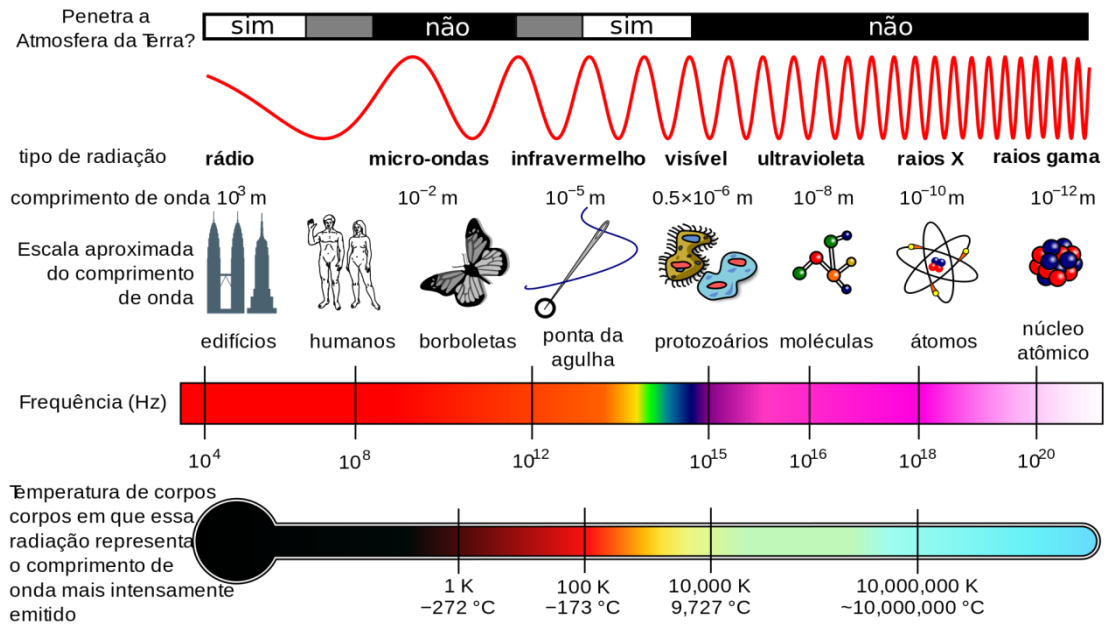 Penetra a
Atmosfera da Terra?
sim não sim não
tipo de radiação rádio micro-ondas infravermelho visível ultravioleta raios X raios gama
comprimento de onda 10³ m 10⁻² m 10⁻⁵ m 0.5×10⁻⁶ m 10⁻⁸ m 10⁻¹⁰ m 10⁻¹² m
Escala aproximada
do comprimento
de onda
edifícios humanos borboletas ponta da agulha protozoários moléculas átomos núcleo atômico
Frequência (Hz)
10⁴ 10⁸ 10¹² 10¹⁵ 10¹⁶ 10¹⁸ 10²⁰
Temperatura de corpos
corpos em que essa
radiação representa
o comprimento de
onda mais intensamente
emitido
1 K 100 K 10,000 K 10,000,000 K
−272 °C −173 °C 9,727 °C ~10,000,000 °C